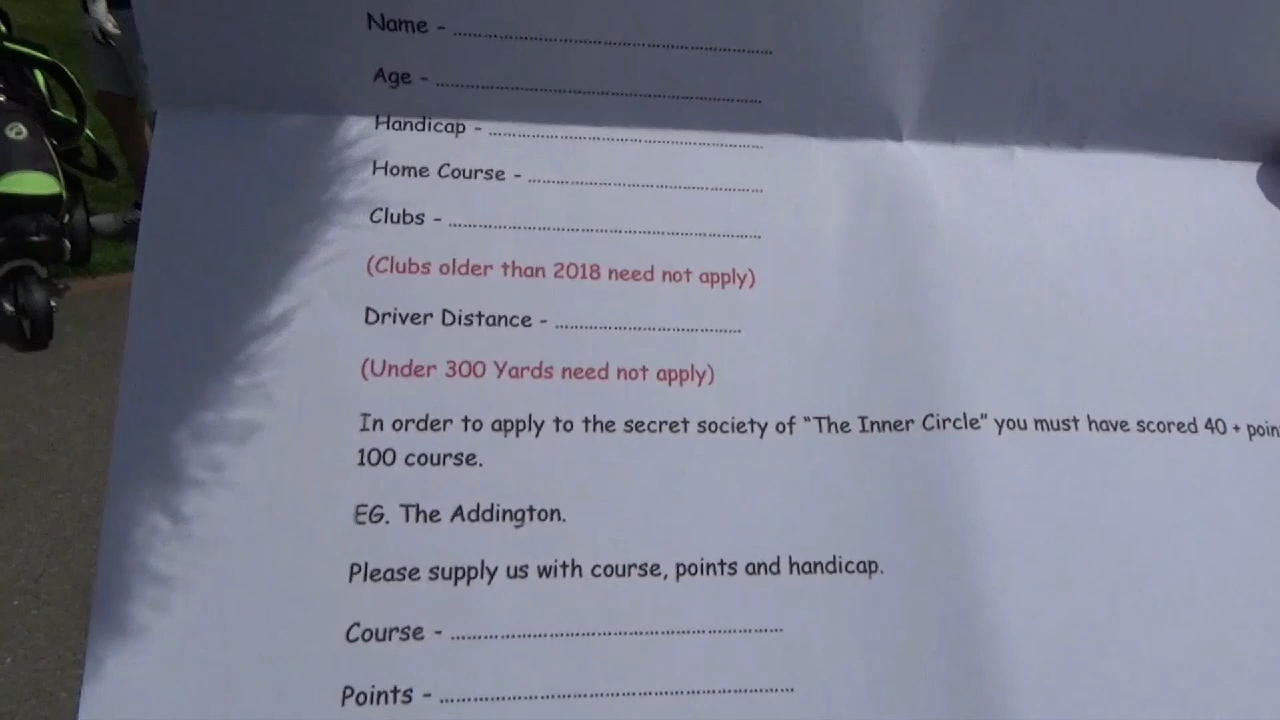 Name - ........................................
Age - ........................................
Handicap - ........................................
Home Course - ........................................
Clubs - ........................................
(Clubs older than 2018 need not apply)
Driver Distance - ........................................
(Under 300 Yards need not apply)
In order to apply to the secret society of "The Inner Circle" you must have scored 40 + poin
100 course.
EG. The Addington.
Please supply us with course, points and handicap.
Course - ........................................
Points - ........................................